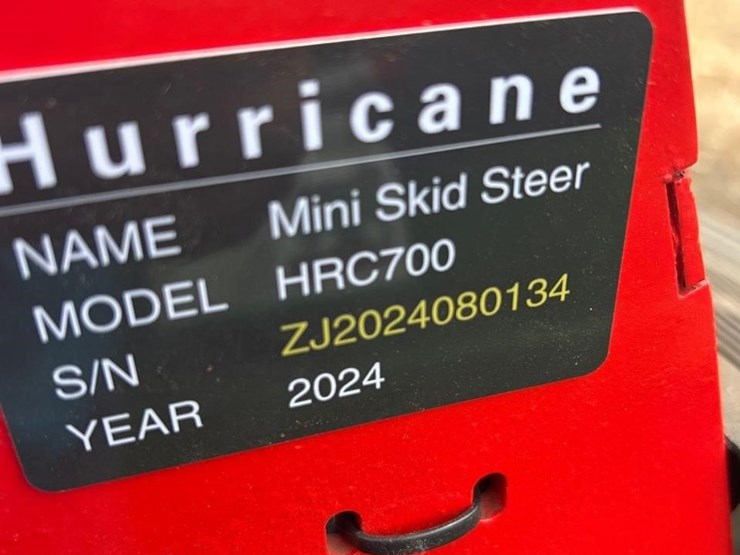 Hurricane
NAME Mini Skid Steer
MODEL HRC700
S/N ZJ2024080134
YEAR 2024